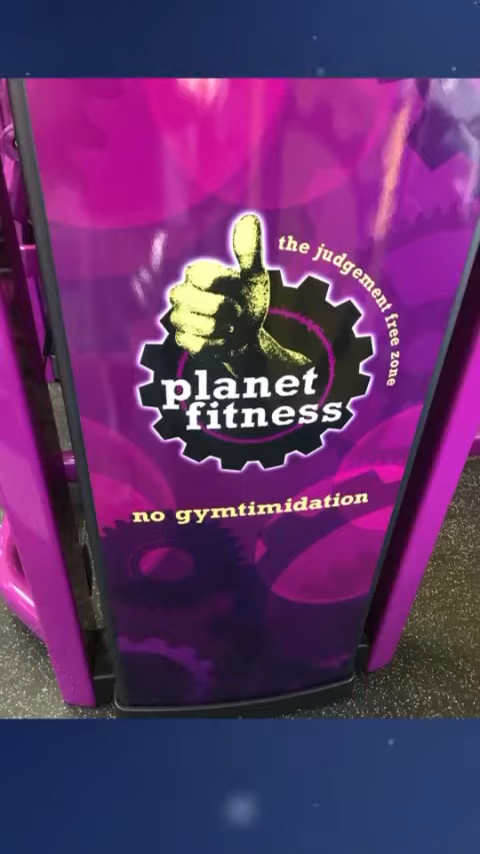 the judgement free zone
planet
fitness
no gymtimidation